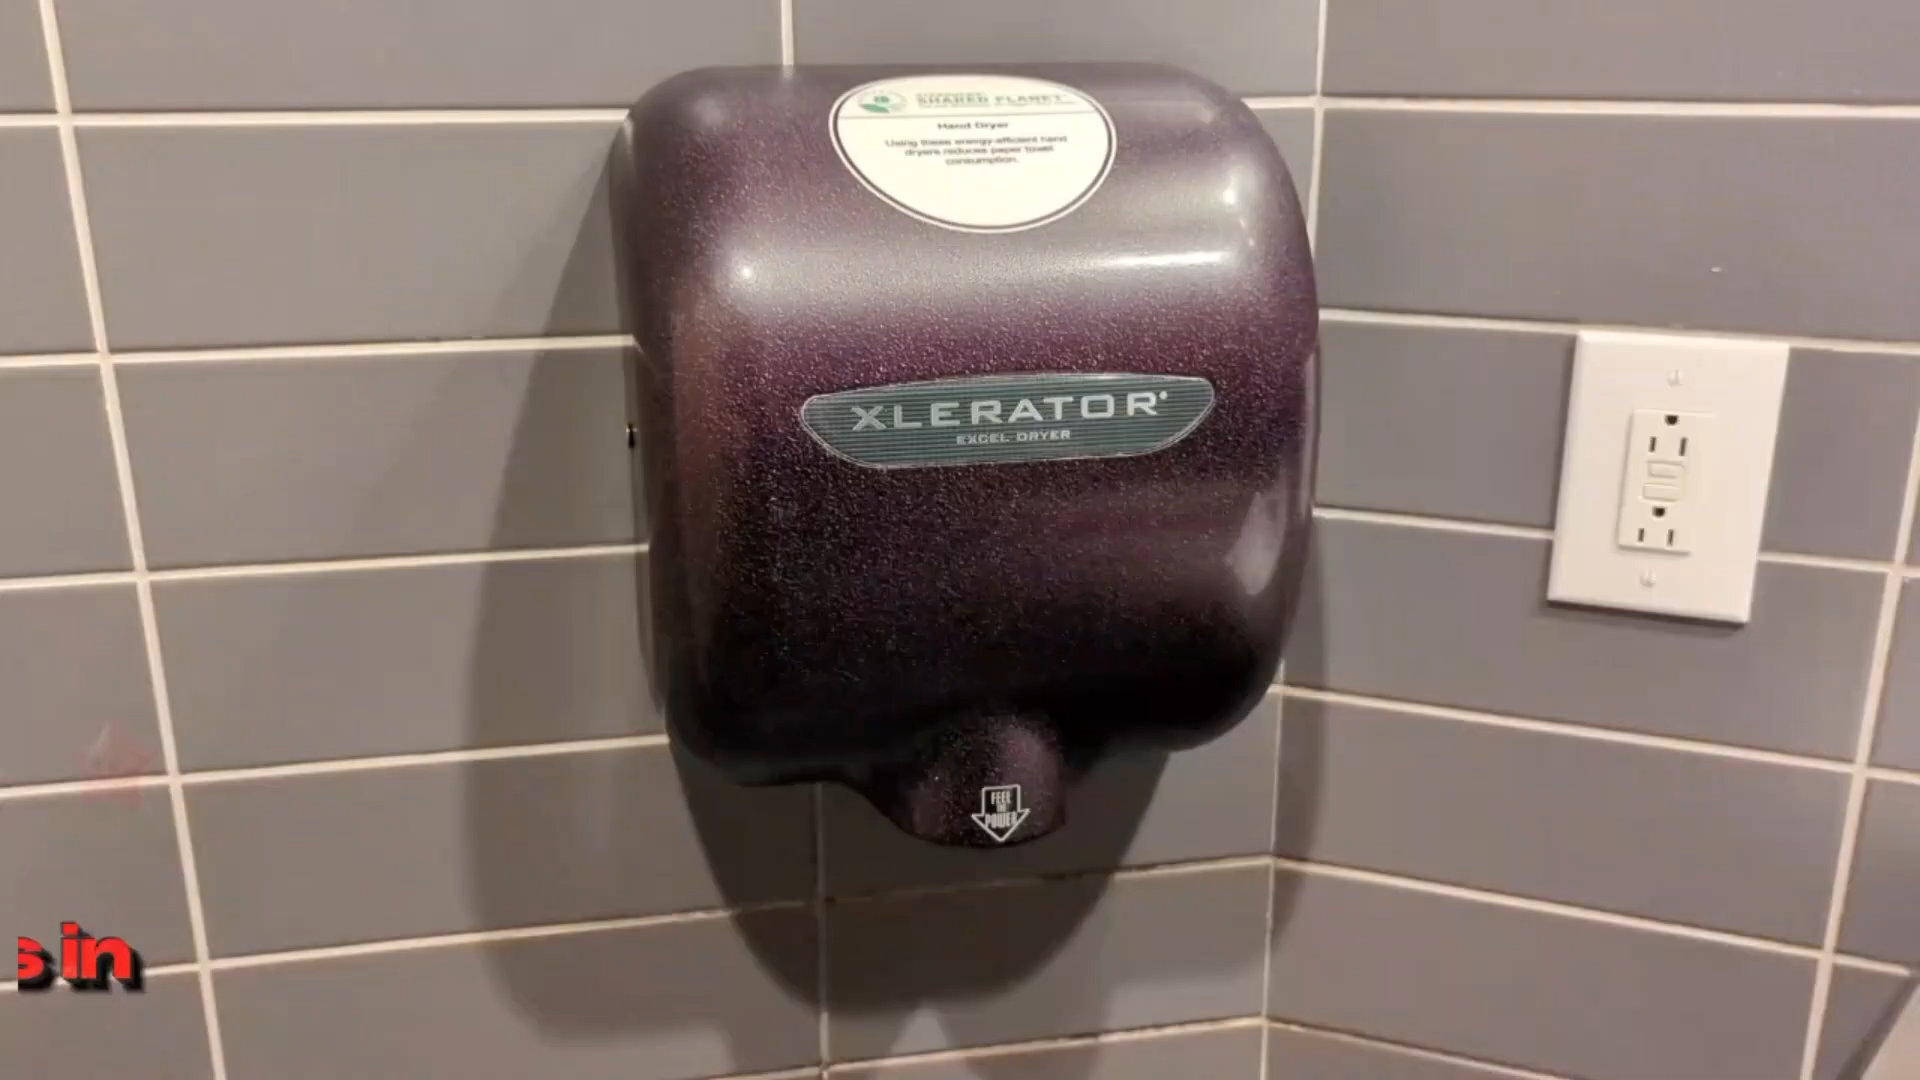 SHARED PLANET
Hand Dryer
Using these energy-efficient hand
dryers reduces paper towel
consumption.
XLERATOR®
EXCEL DRYER
FEEL
THE
POWER
s in